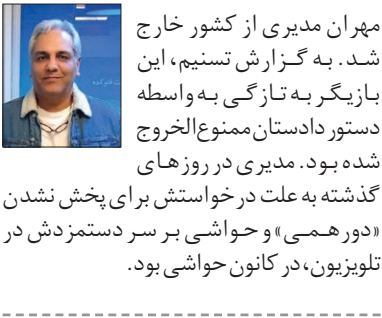 مهران مدیری از کشور خارج
شد. به گزارش تسنیم، این
بازیگر به تازگی به واسطه
دستور دادستان ممنوع‌الخروج
شده بود. مدیری در روزهای
گذشته به علت درخواستش برای پخش نشدن
«دورهمی» و حواشی بر سر دستمزدش در
تلویزیون، در کانون حواشی بود.